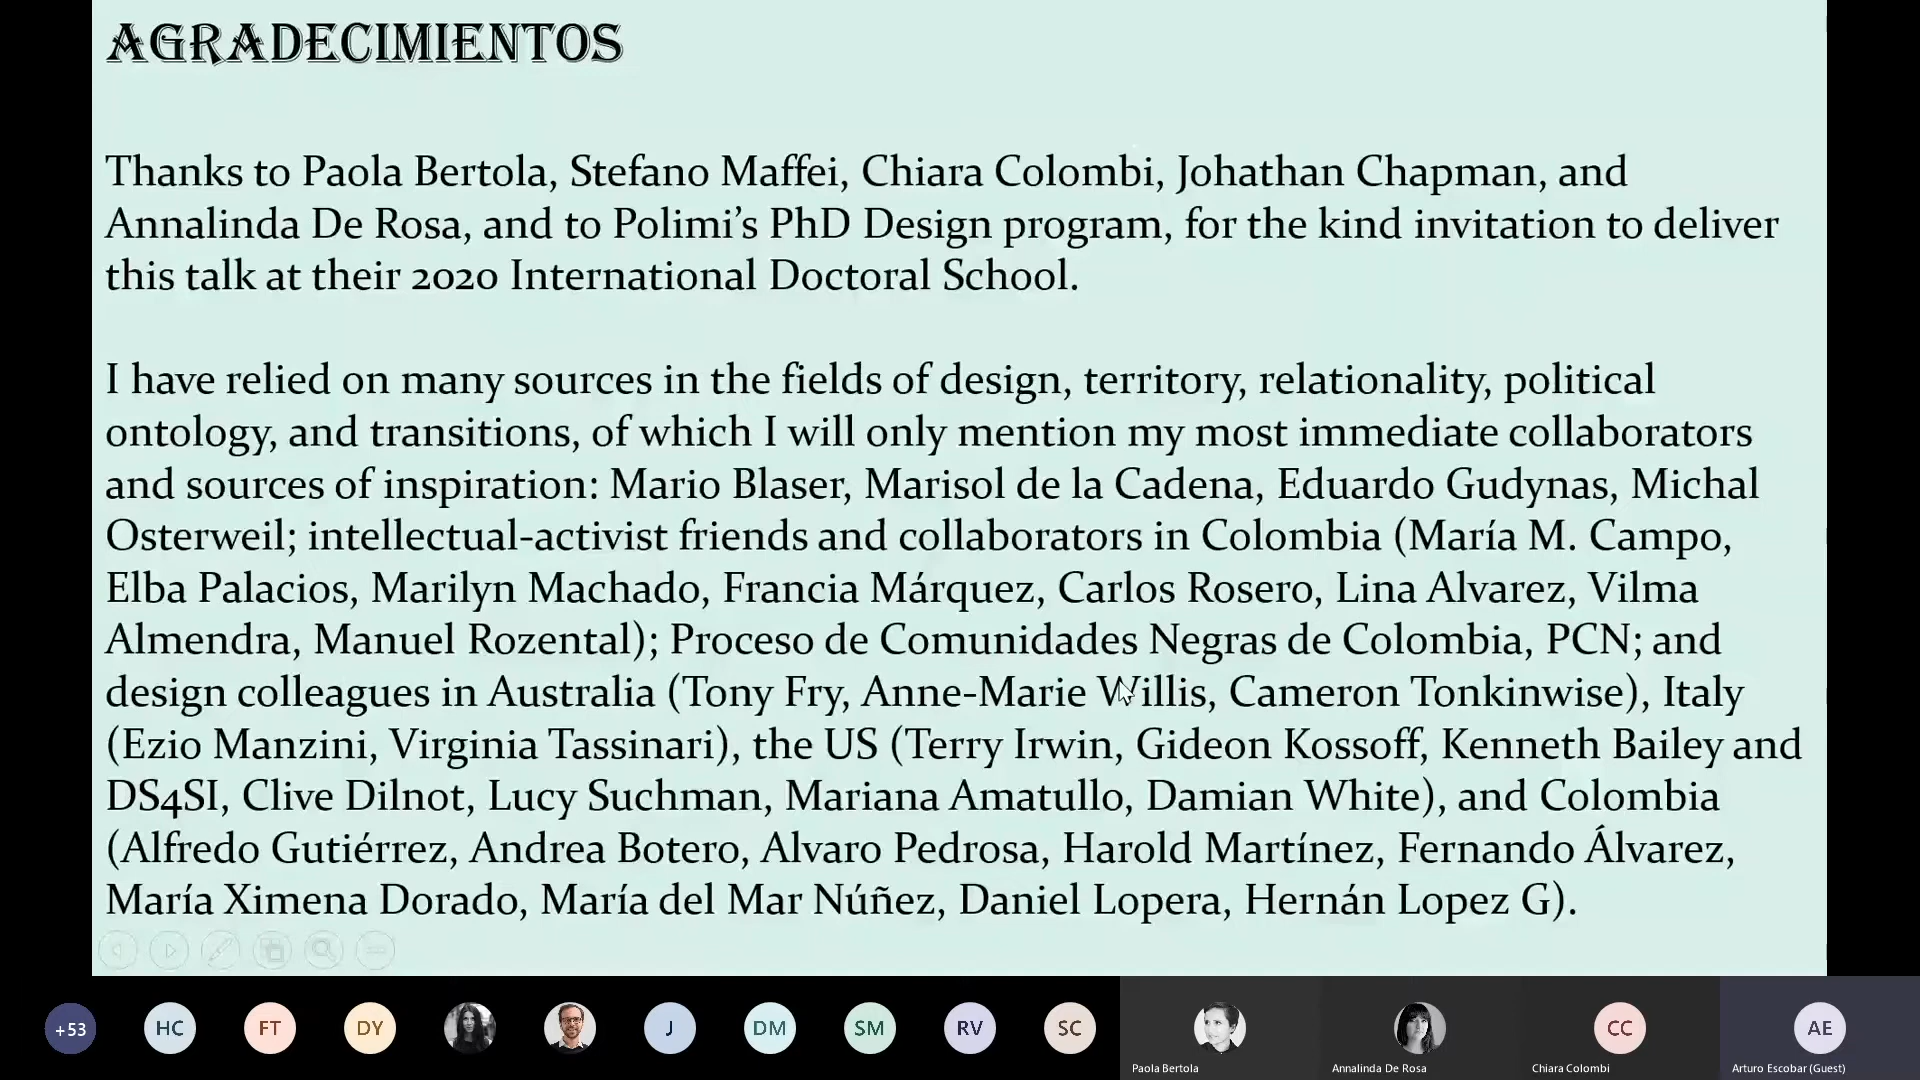 AGRADECIMIENTOS
Thanks to Paola Bertola, Stefano Maffei, Chiara Colombi, Johathan Chapman, and
Annalinda De Rosa, and to Polimi’s PhD Design program, for the kind invitation to deliver
this talk at their 2020 International Doctoral School.
I have relied on many sources in the fields of design, territory, relationality, political
ontology, and transitions, of which I will only mention my most immediate collaborators
and sources of inspiration: Mario Blaser, Marisol de la Cadena, Eduardo Gudynas, Michal
Osterweil; intellectual-activist friends and collaborators in Colombia (María M. Campo,
Elba Palacios, Marilyn Machado, Francia Márquez, Carlos Rosero, Lina Alvarez, Vilma
Almendra, Manuel Rozental); Proceso de Comunidades Negras de Colombia, PCN; and
design colleagues in Australia (Tony Fry, Anne-Marie Willis, Cameron Tonkinwise), Italy
(Ezio Manzini, Virginia Tassinari), the US (Terry Irwin, Gideon Kossoff, Kenneth Bailey and
DS4SI, Clive Dilnot, Lucy Suchman, Mariana Amatullo, Damian White), and Colombia
(Alfredo Gutiérrez, Andrea Botero, Alvaro Pedrosa, Harold Martínez, Fernando Álvarez,
María Ximena Dorado, María del Mar Núñez, Daniel Lopera, Hernán Lopez G).
+53 HC FT DY J DM SM RV SC CC AE
Paola Bertola Annalinda De Rosa Chiara Colombi Arturo Escobar (Guest)